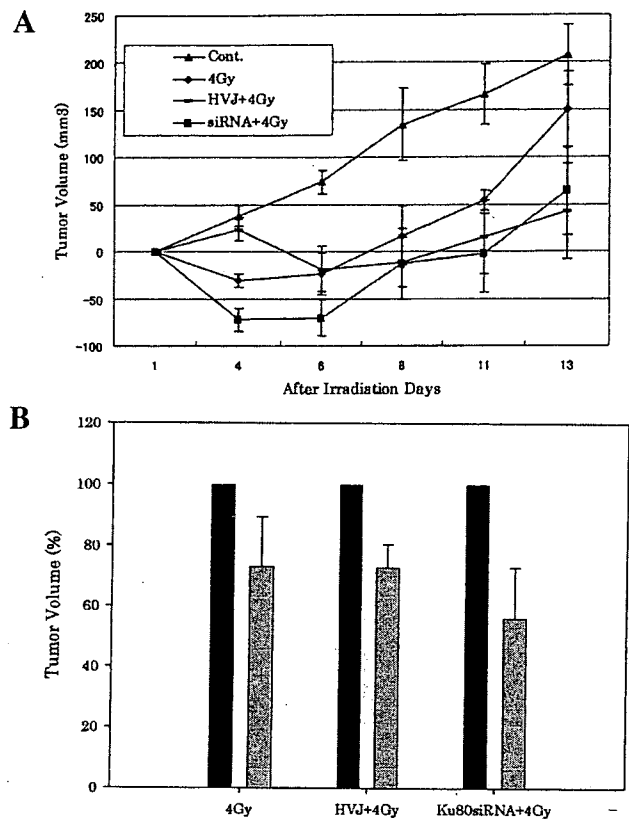 A
250
200
150
100
50
0
-50
-100
Tumor Volume (mm3)
Cont.
4Gy
HVJ+4Gy
siRNA+4Gy
1 4 6 8 11 13
After Irradiation Days
B
120
100
80
60
40
20
0
Tumor Volume (%)
4Gy HVJ+4Gy Ku80siRNA+4Gy -